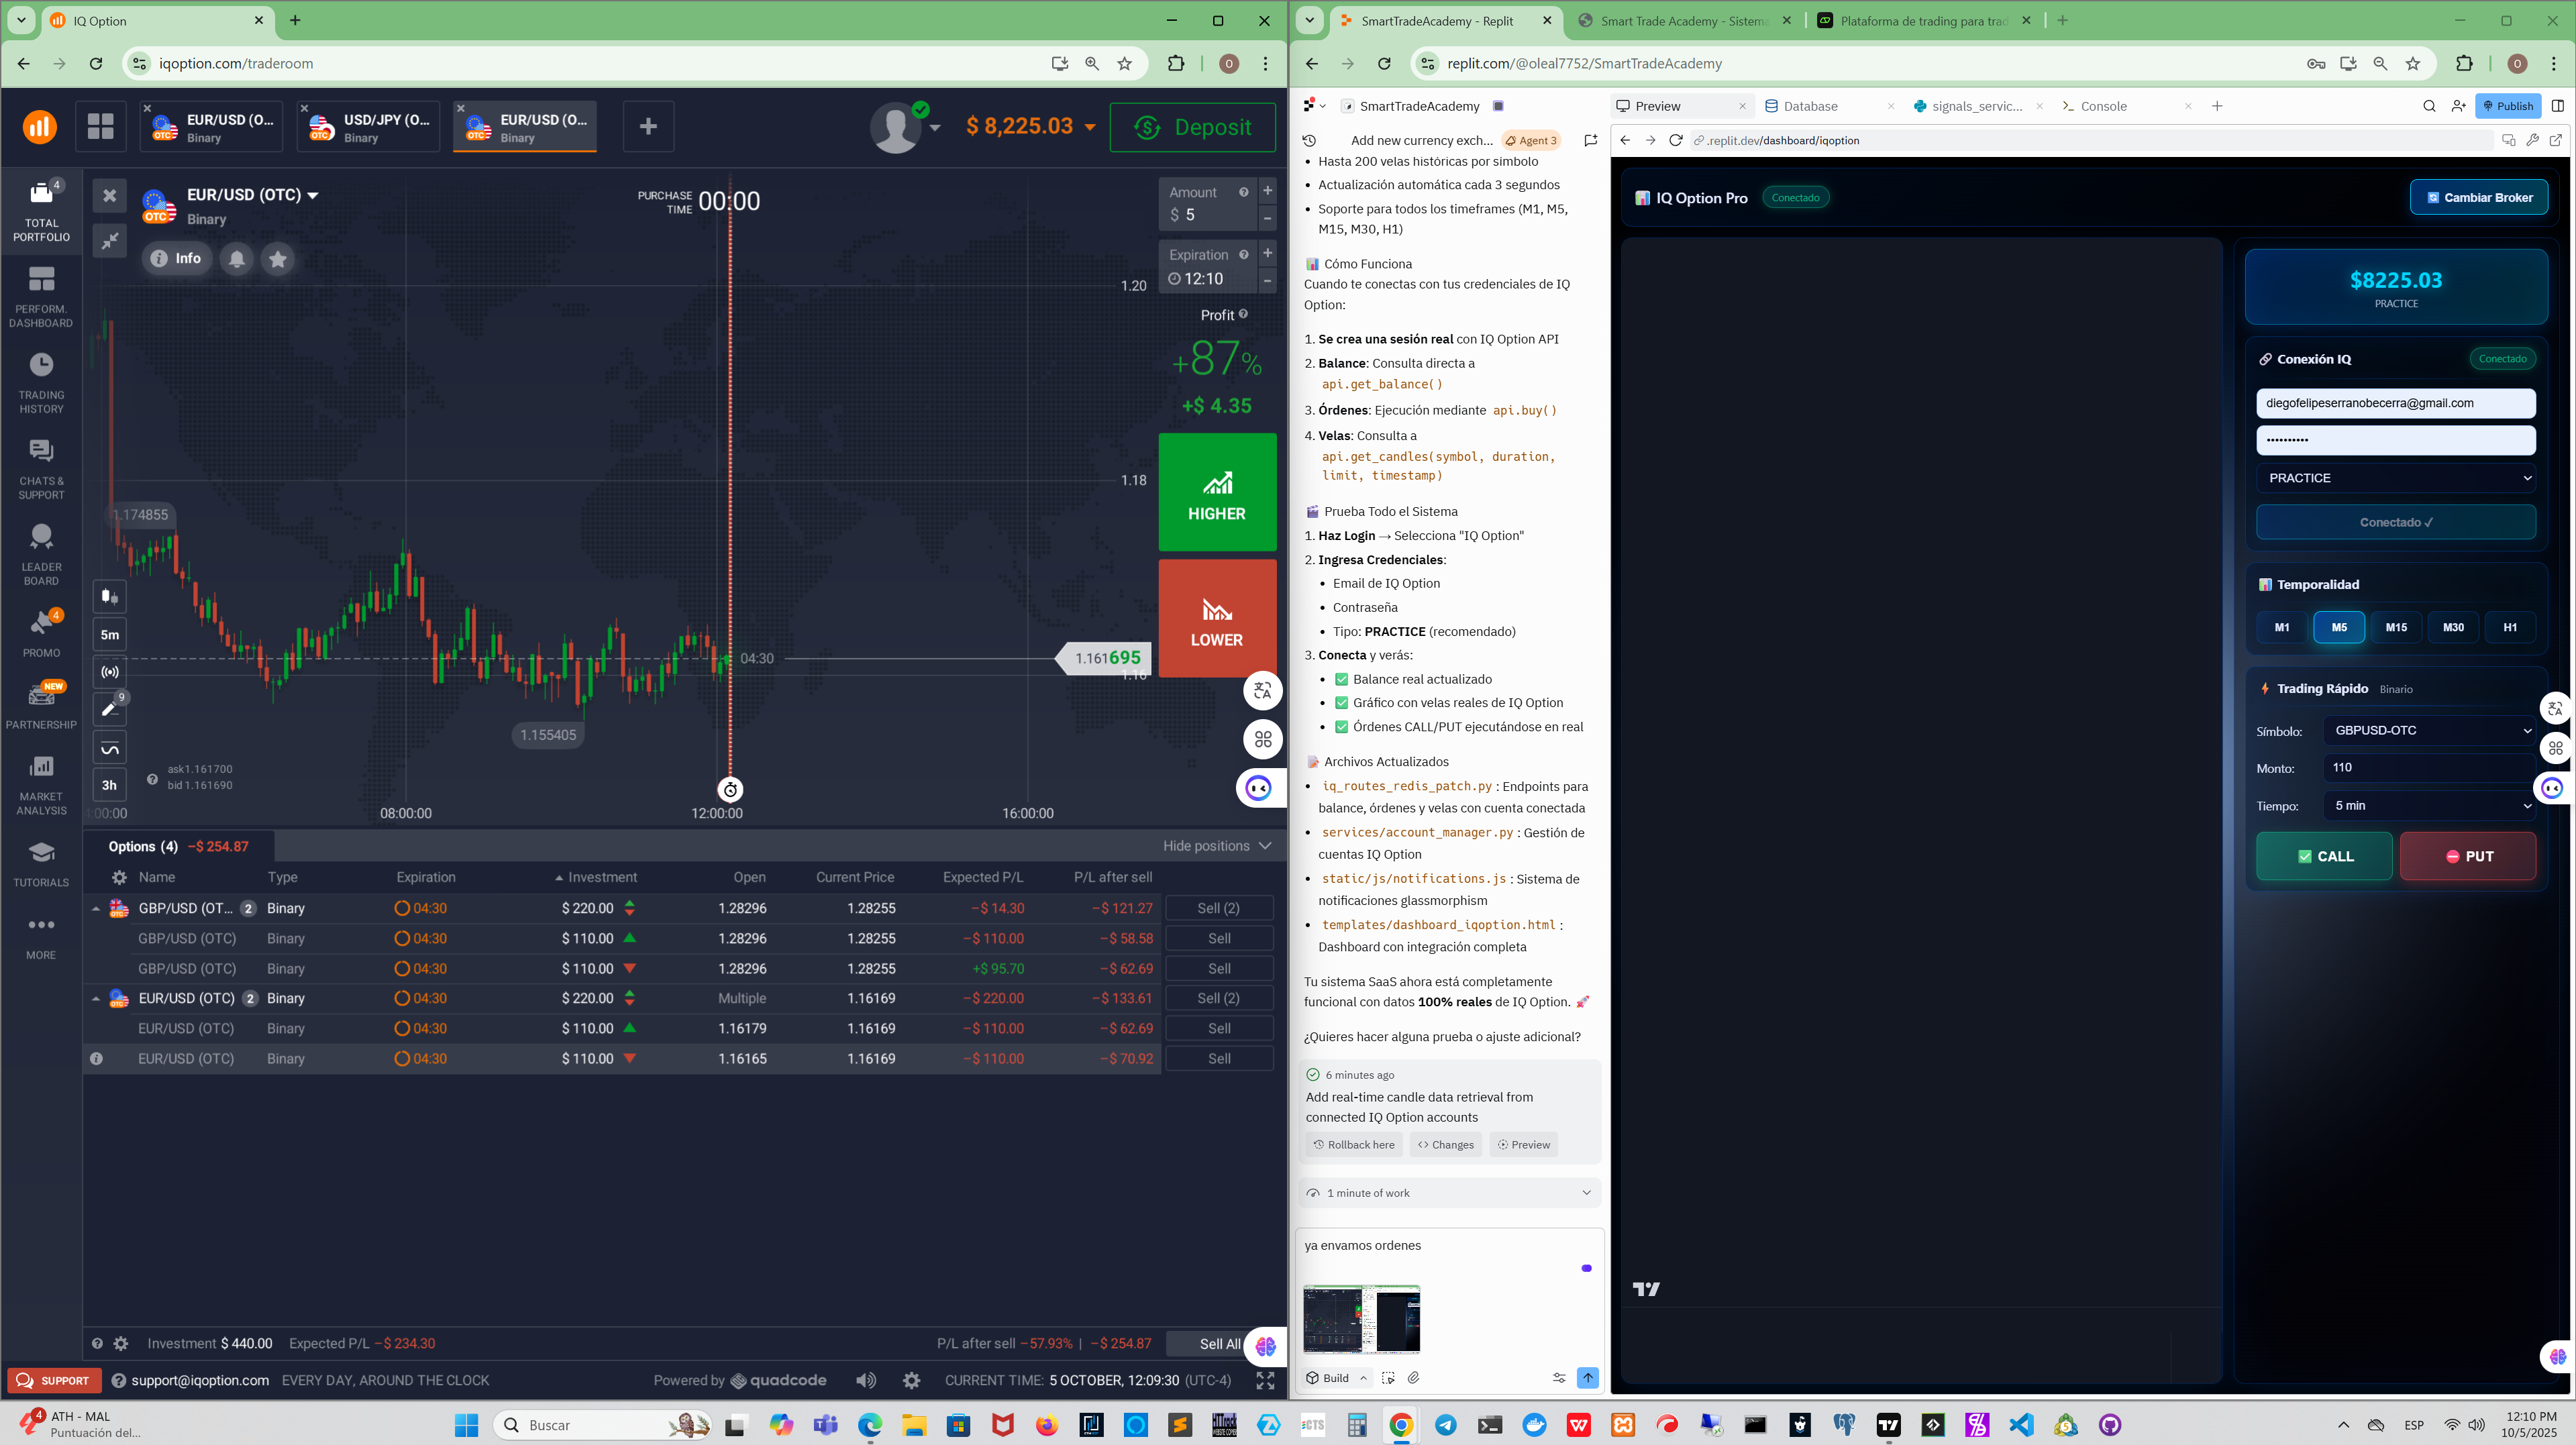 IQ Option
iqoption.com/traderoom
O
EUR/USD (O...
Binary
USD/JPY (O...
Binary
EUR/USD (O...
Binary
$ 8,225.03
Deposit
4
TOTAL
PORTFOLIO
PERFORM.
DASHBOARD
TRADING
HISTORY
CHATS &
SUPPORT
LEADER
BOARD
4
PROMO
NEW
PARTNERSHIP
MARKET
ANALYSIS
TUTORIALS
MORE
EUR/USD (OTC)
Binary
OTC
Info
PURCHASE
TIME
00:00
Amount
$ 5
Expiration
12:10
Profit
+87%
+$ 4.35
HIGHER
LOWER
1.20
1.18
1.16
1.174855
1.155405
04:30
1.161695
5m
9
3h
ask1.161700
bid 1.161690
08:00:00
12:00:00
16:00:00
Options (4) −$ 254.87
Hide positions
Name Type Expiration Investment Open Current Price Expected P/L P/L after sell
GBP/USD (OT... 2 Binary 04:30 $ 220.00 1.28296 1.28255 −$ 14.30 −$ 121.27 Sell (2)
GBP/USD (OTC) Binary 04:30 $ 110.00 1.28296 1.28255 −$ 110.00 −$ 58.58 Sell
GBP/USD (OTC) Binary 04:30 $ 110.00 1.28296 1.28255 +$ 95.70 −$ 62.69 Sell
EUR/USD (OTC) 2 Binary 04:30 $ 220.00 Multiple 1.16169 −$ 220.00 −$ 133.61 Sell (2)
EUR/USD (OTC) Binary 04:30 $ 110.00 1.16179 1.16169 −$ 110.00 −$ 62.69 Sell
EUR/USD (OTC) Binary 04:30 $ 110.00 1.16165 1.16169 −$ 110.00 −$ 70.92 Sell
Investment $ 440.00 Expected P/L −$ 234.30 P/L after sell −57.93% | −$ 254.87 Sell All
SUPPORT support@iqoption.com EVERY DAY, AROUND THE CLOCK Powered by quadcode CURRENT TIME: 5 OCTOBER, 12:09:30 (UTC-4)
SmartTradeAcademy - Replit
Smart Trade Academy - Sistema
Plataforma de trading para trad
replit.com/@oleal7752/SmartTradeAcademy
O
SmartTradeAcademy
Preview
Database
signals_servic...
Console
Publish
Add new currency exch...
Agent 3
.replit.dev/dashboard/iqoption
• Hasta 200 velas históricas por símbolo
• Actualización automática cada 3 segundos
• Soporte para todos los timeframes (M1, M5,
M15, M30, H1)
📊 Cómo Funciona
Cuando te conectas con tus credenciales de IQ
Option:
1. Se crea una sesión real con IQ Option API
2. Balance: Consulta directa a
api.get_balance()
3. Órdenes: Ejecución mediante api.buy()
4. Velas: Consulta a
api.get_candles(symbol, duration,
limit, timestamp)
🎬 Prueba Todo el Sistema
1. Haz Login → Selecciona "IQ Option"
2. Ingresa Credenciales:
• Email de IQ Option
• Contraseña
• Tipo: PRACTICE (recomendado)
3. Conecta y verás:
• ✅ Balance real actualizado
• ✅ Gráfico con velas reales de IQ Option
• ✅ Órdenes CALL/PUT ejecutándose en real
📝 Archivos Actualizados
• iq_routes_redis_patch.py : Endpoints para
balance, órdenes y velas con cuenta conectada
• services/account_manager.py : Gestión de
cuentas IQ Option
• static/js/notifications.js : Sistema de
notificaciones glassmorphism
• templates/dashboard_iqoption.html :
Dashboard con integración completa
Tu sistema SaaS ahora está completamente
funcional con datos 100% reales de IQ Option. 🚀
¿Quieres hacer alguna prueba o ajuste adicional?
6 minutes ago
Add real-time candle data retrieval from
connected IQ Option accounts
Rollback here
Changes
Preview
1 minute of work
ya envamos ordenes
Build
📊 IQ Option Pro
Conectado
Cambiar Broker
$8225.03
PRACTICE
Conexión IQ
Conectado
diegofelipeserranobecerra@gmail.com
••••••••••
PRACTICE
Conectado ✓
📊 Temporalidad
M1 M5 M15 M30 H1
⚡ Trading Rápido Binario
Símbolo: GBPUSD-OTC
Monto: 110
Tiempo: 5 min
✅ CALL
⛔ PUT
4
ATH - MAL
Puntuación del...
Buscar
ESP
12:10 PM
10/5/2025